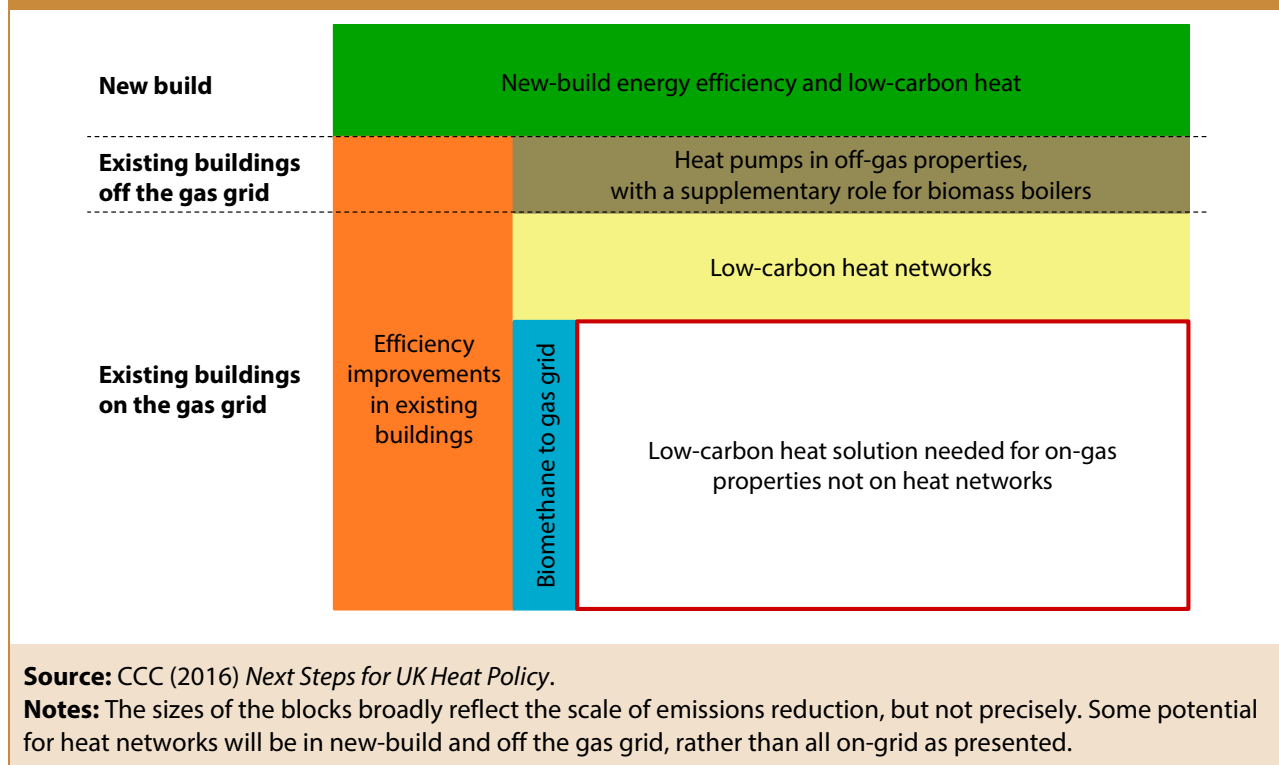 New build
New-build energy efficiency and low-carbon heat
Existing buildings
off the gas grid
Heat pumps in off-gas properties,
with a supplementary role for biomass boilers
Low-carbon heat networks
Existing buildings
on the gas grid
Efficiency
improvements
in existing
buildings
Biomethane to gas grid
Low-carbon heat solution needed for on-gas
properties not on heat networks
Source: CCC (2016) Next Steps for UK Heat Policy.
Notes: The sizes of the blocks broadly reflect the scale of emissions reduction, but not precisely. Some potential
for heat networks will be in new-build and off the gas grid, rather than all on-grid as presented.